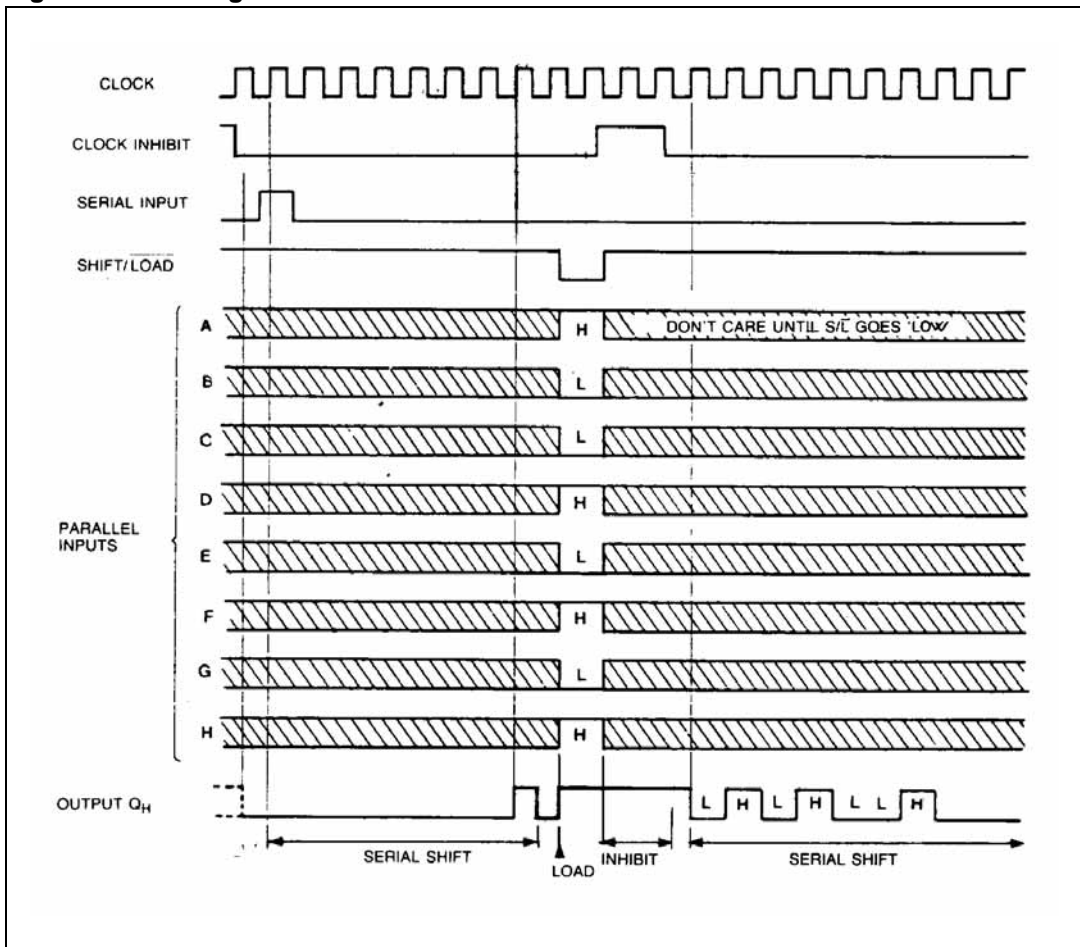 CLOCK
CLOCK INHIBIT
SERIAL INPUT
SHIFT/LOAD
A H DON'T CARE UNTIL S/L GOES LOW
B L
C L
D H
PARALLEL
INPUTS
E L
F H
G L
H H
OUTPUT QH L H L H L L H
SERIAL SHIFT LOAD INHIBIT SERIAL SHIFT